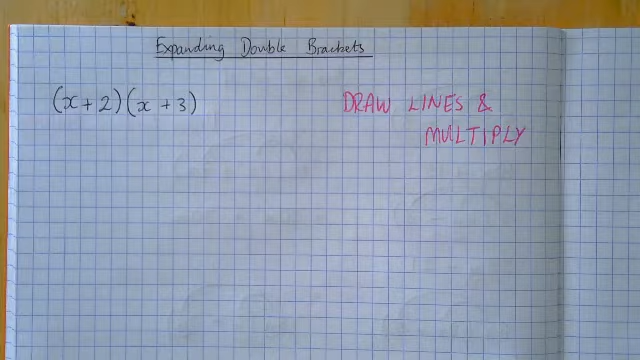 Expanding Double Brackets
(x + 2)(x + 3)
DRAW LINES &
MULTIPLY